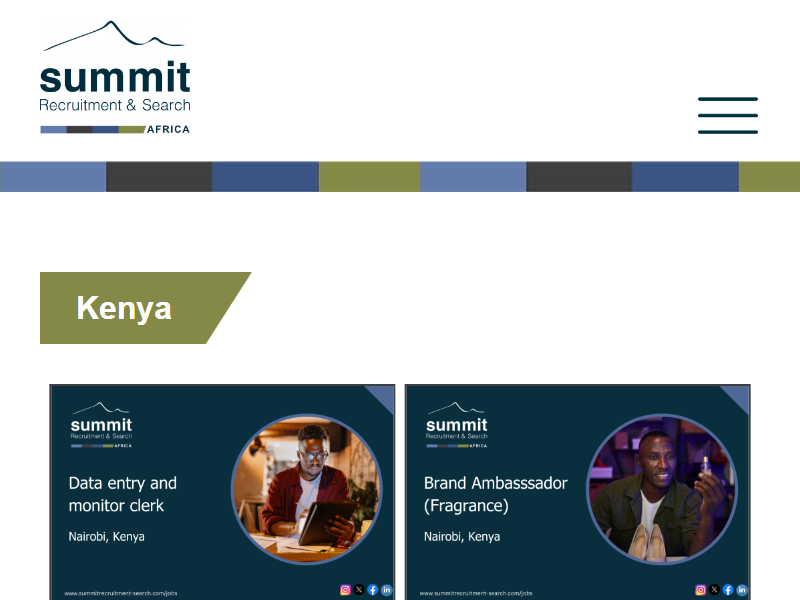 summit
Recruitment & Search
AFRICA
Kenya
summit
Recruitment & Search
AFRICA
Data entry and
monitor clerk
Nairobi, Kenya
www.summitrecruitment-search.com/jobs
summit
Recruitment & Search
AFRICA
Brand Ambasssador
(Fragrance)
Nairobi, Kenya
www.summitrecruitment-search.com/jobs